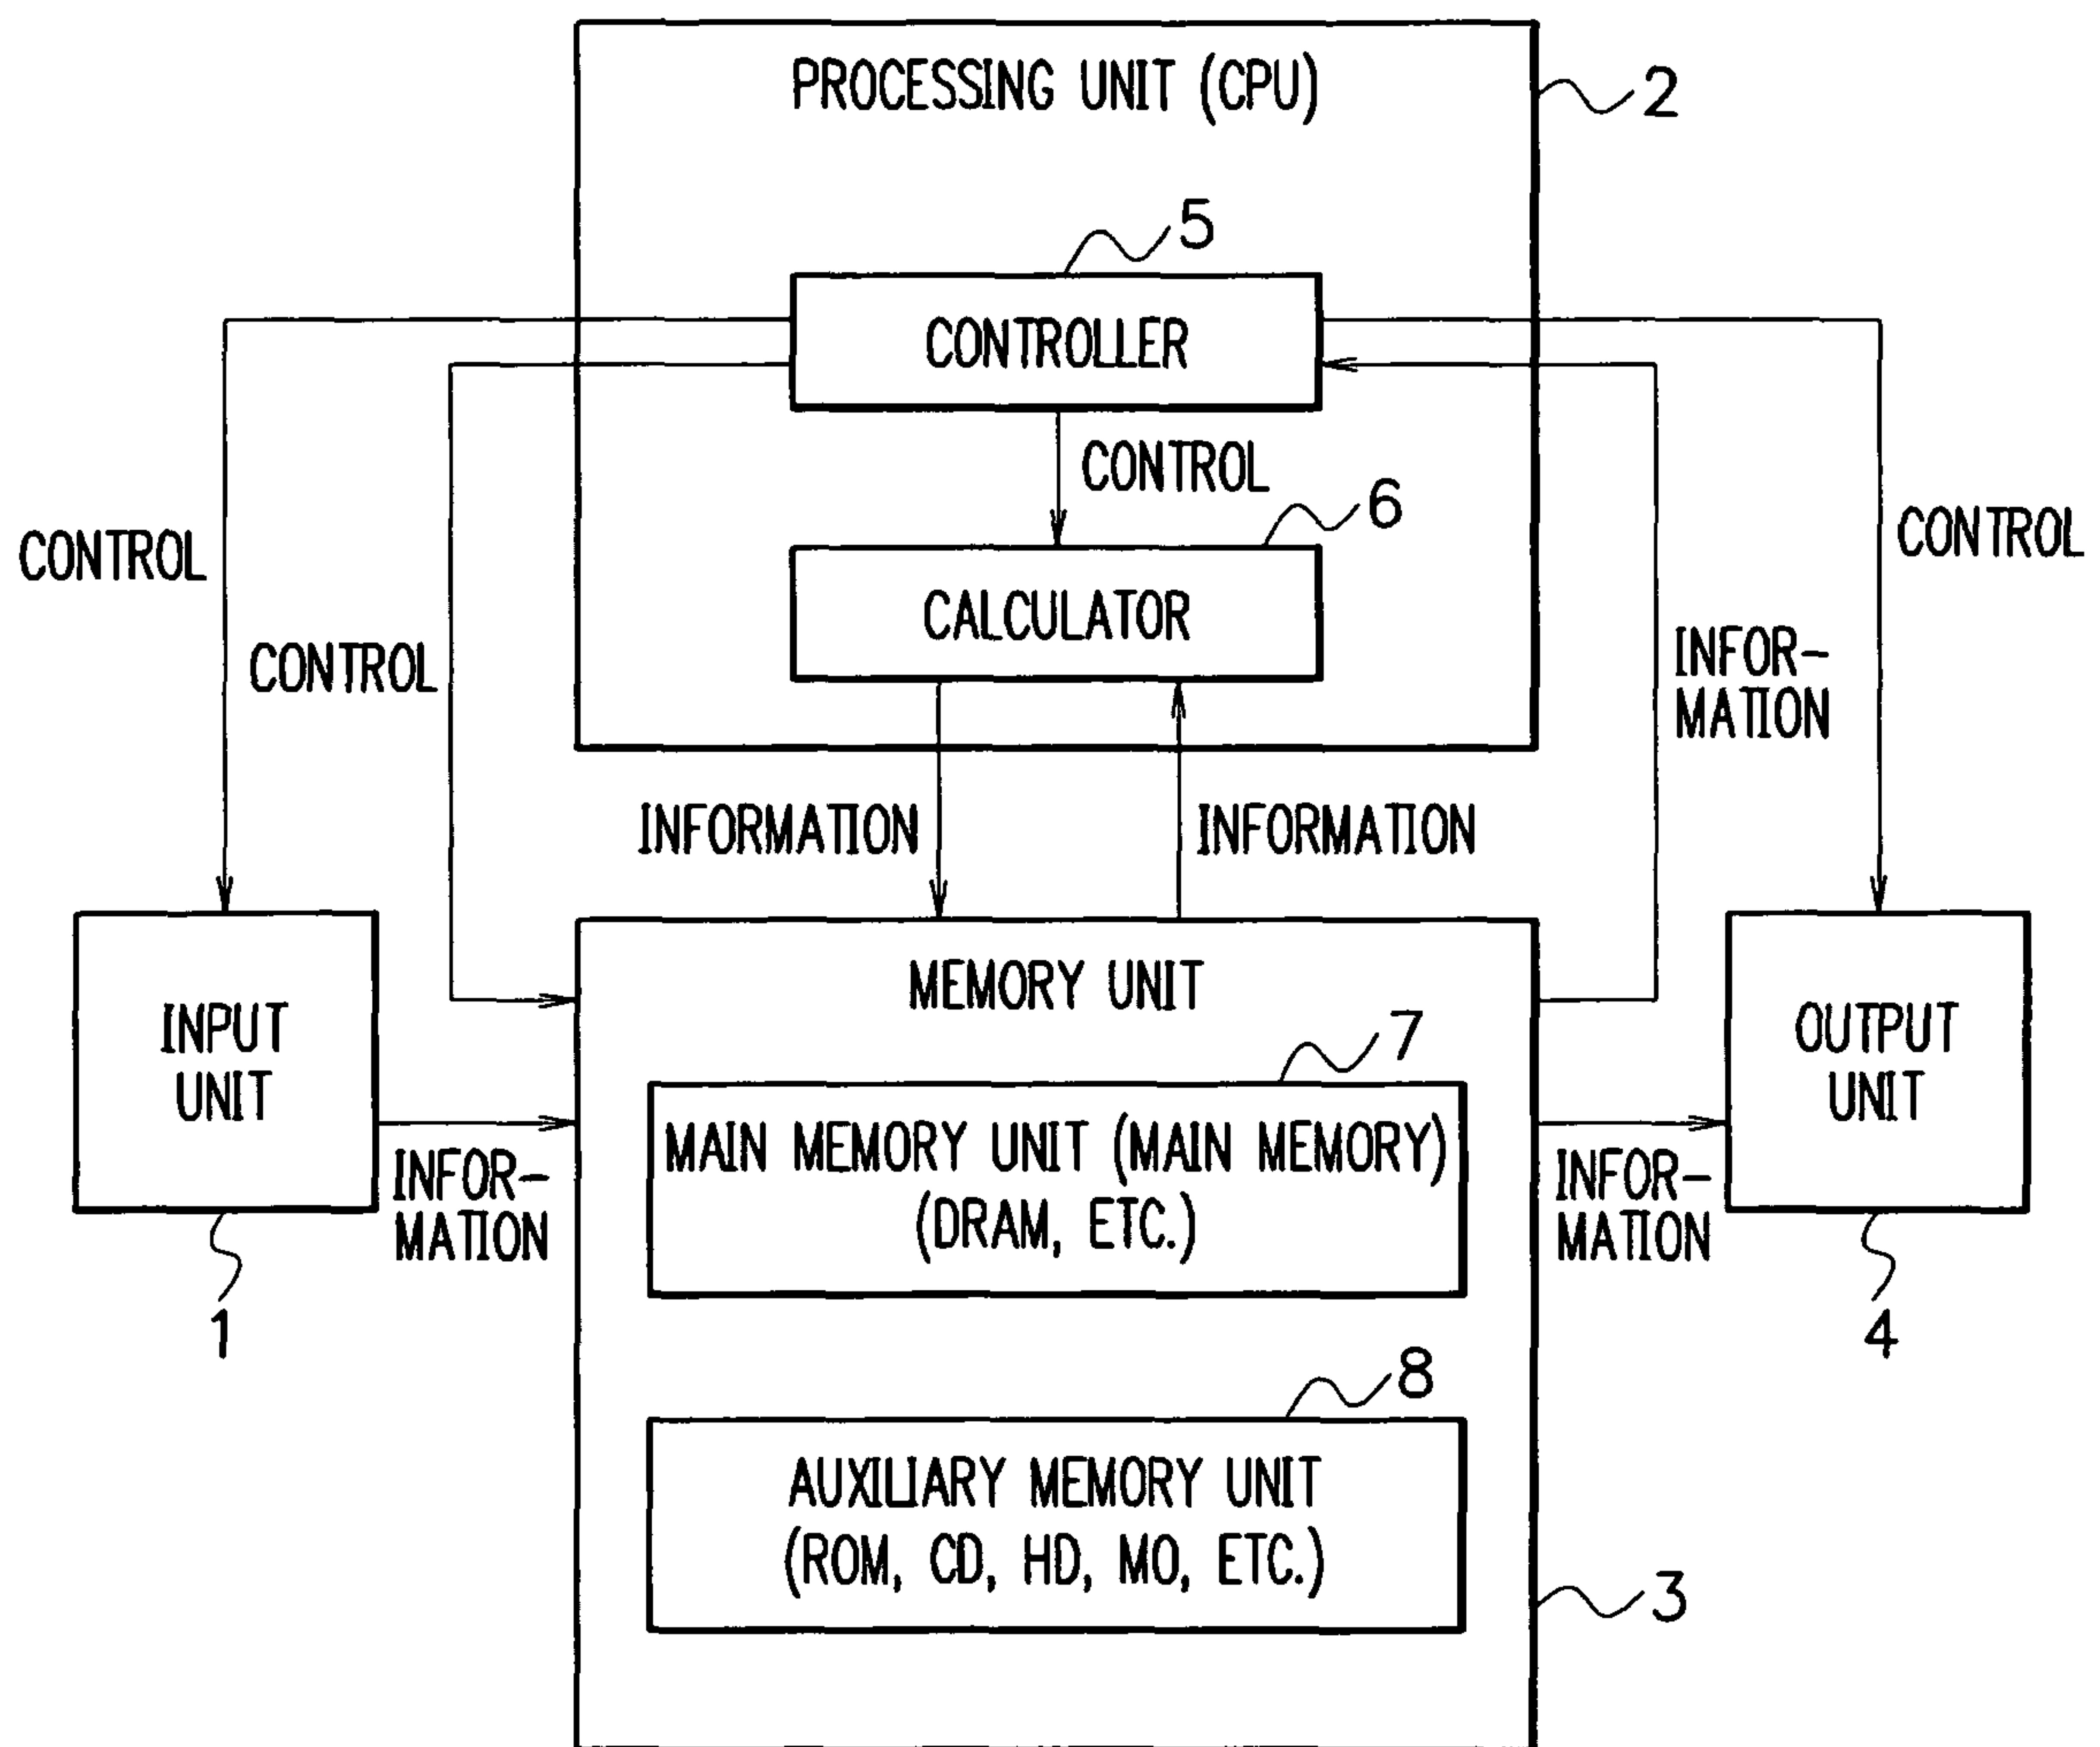 PROCESSING UNIT (CPU)
2
5
CONTROLLER
CONTROL
6
CONTROL
CONTROL
CALCULATOR
CONTROL
INFOR-
MATION
INFORMATION
INFORMATION
MEMORY UNIT
INPUT
UNIT
OUTPUT
UNIT
7
MAIN MEMORY UNIT (MAIN MEMORY)
(DRAM, ETC.)
INFOR-
MATION
INFOR-
MATION
1
4
8
AUXILIARY MEMORY UNIT
(ROM, CD, HD, MO, ETC.)
3